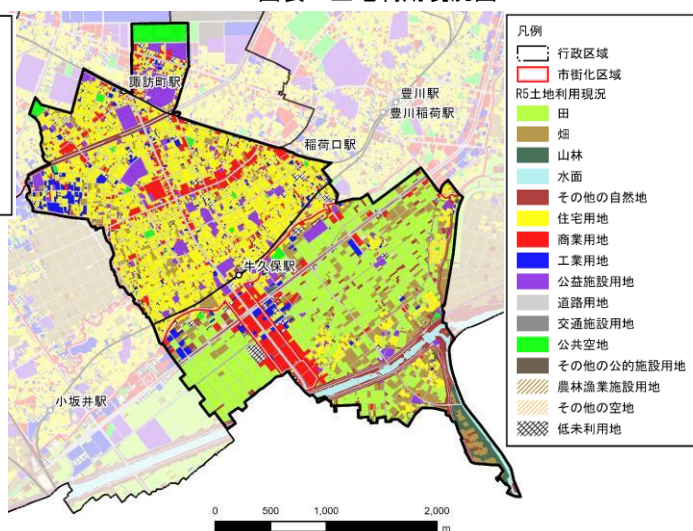 諏訪町駅
豊川駅
豊川稲荷駅
稲荷口駅
牛久保駅
小坂井駅
0 500 1,000 2,000
m
凡例
行政区域
市街化区域
R5土地利用現況
田
畑
山林
水面
その他の自然地
住宅用地
商業用地
工業用地
公益施設用地
道路用地
交通施設用地
公共空地
その他の公的施設用地
農林漁業施設用地
その他の空地
低未利用地